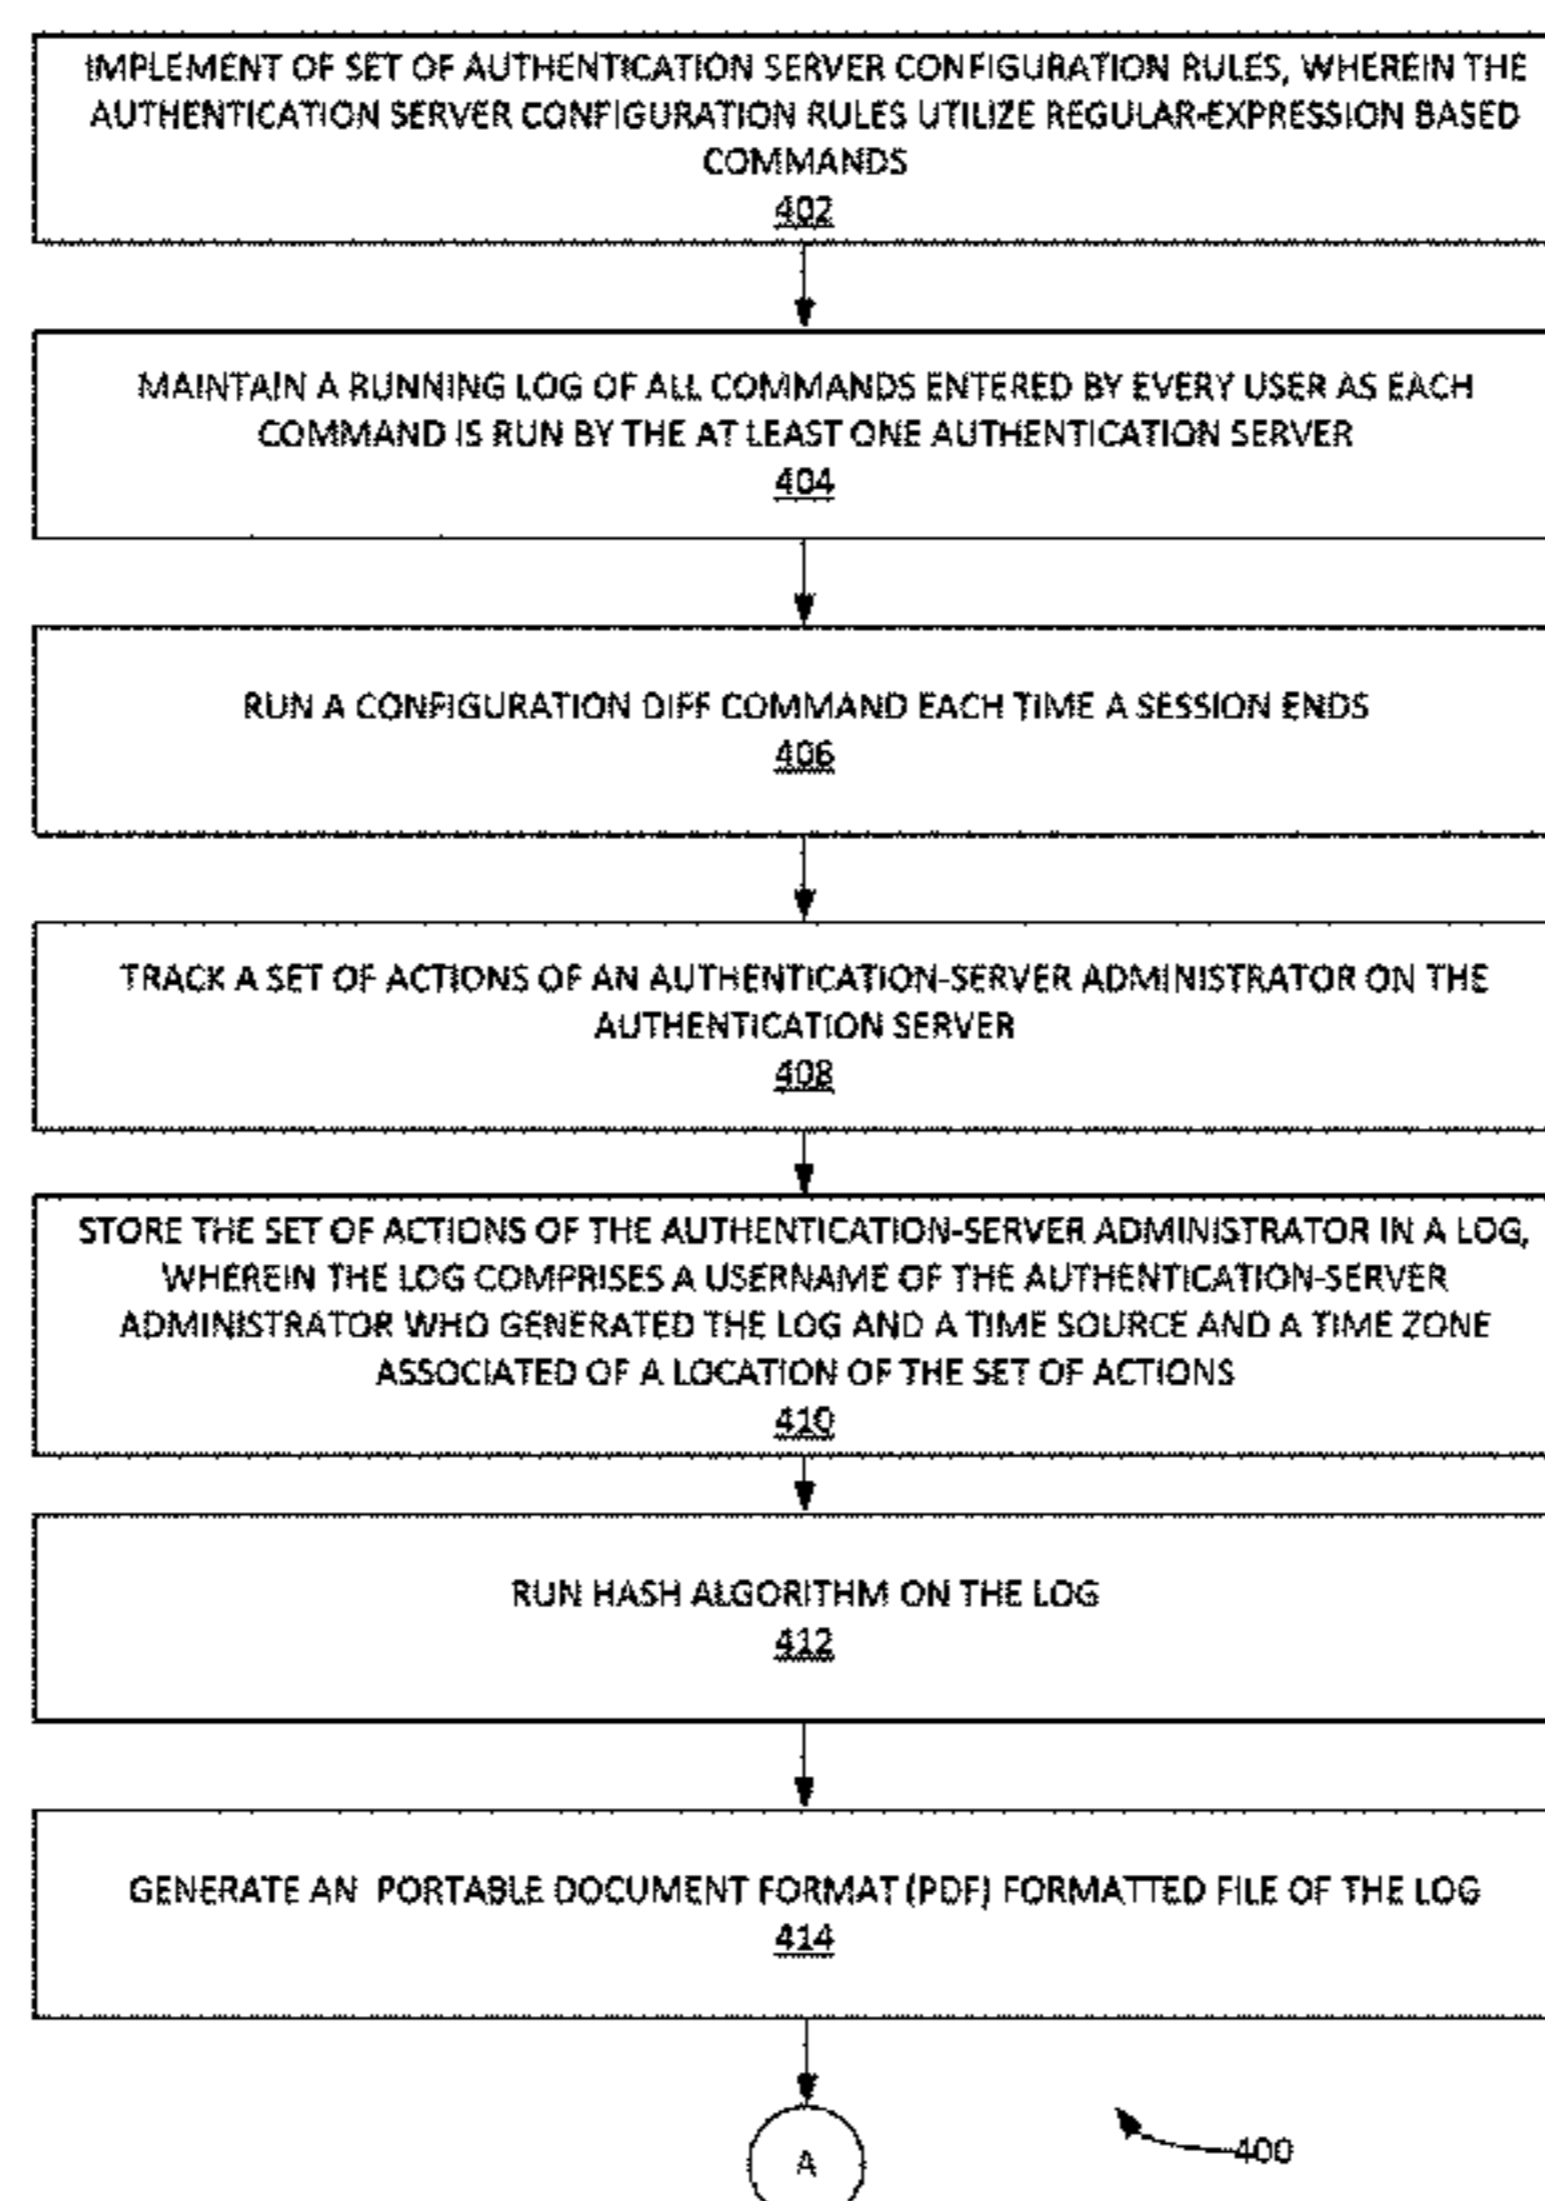 IMPLEMENT OF SET OF AUTHENTICATION SERVER CONFIGURATION RULES, WHEREIN THE
AUTHENTICATION SERVER CONFIGURATION RULES UTILIZE REGULAR-EXPRESSION BASED
COMMANDS
402
MAINTAIN A RUNNING LOG OF ALL COMMANDS ENTERED BY EVERY USER AS EACH
COMMAND IS RUN BY THE AT LEAST ONE AUTHENTICATION SERVER
404
RUN A CONFIGURATION DIFF COMMAND EACH TIME A SESSION ENDS
406
TRACK A SET OF ACTIONS OF AN AUTHENTICATION-SERVER ADMINISTRATOR ON THE
AUTHENTICATION SERVER
408
STORE THE SET OF ACTIONS OF THE AUTHENTICATION-SERVER ADMINISTRATOR IN A LOG,
WHEREIN THE LOG COMPRISES A USERNAME OF THE AUTHENTICATION-SERVER
ADMINISTRATOR WHO GENERATED THE LOG AND A TIME SOURCE AND A TIME ZONE
ASSOCIATED OF A LOCATION OF THE SET OF ACTIONS
410
RUN HASH ALGORITHM ON THE LOG
412
GENERATE AN PORTABLE DOCUMENT FORMAT (PDF) FORMATTED FILE OF THE LOG
414
A
400